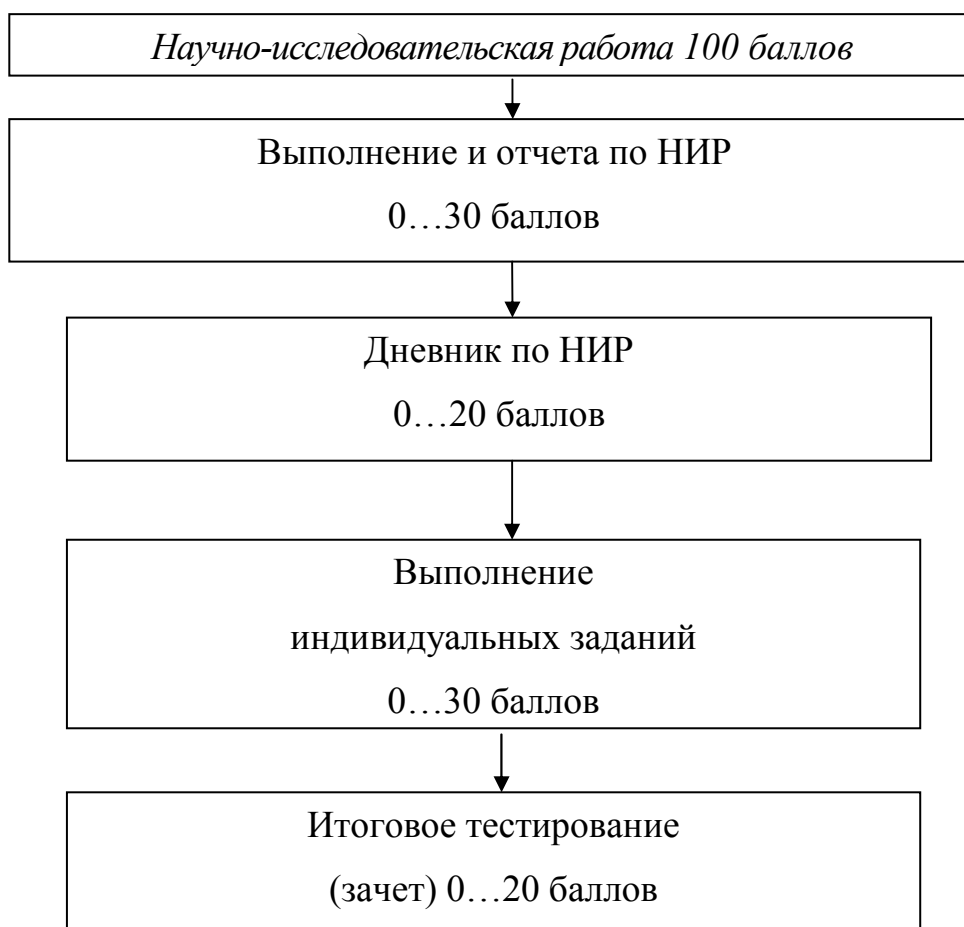 Научно-исследовательская работа 100 баллов
Выполнение и отчета по НИР
0…30 баллов
Дневник по НИР
0…20 баллов
Выполнение
индивидуальных заданий
0…30 баллов
Итоговое тестирование
(зачет) 0…20 баллов